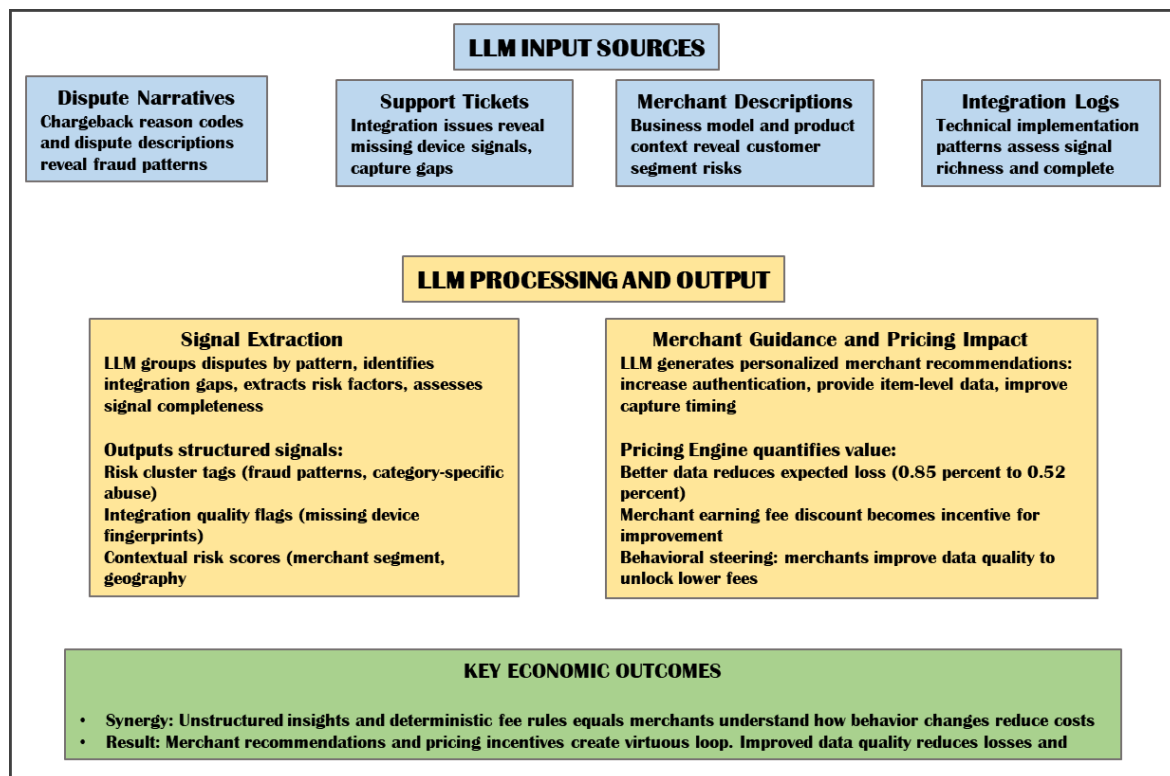 LLM INPUT SOURCES
Dispute Narratives
Chargeback reason codes
and dispute descriptions
reveal fraud patterns
Support Tickets
Integration issues reveal
missing device signals,
capture gaps
Merchant Descriptions
Business model and product
context reveal customer
segment risks
Integration Logs
Technical implementation
patterns assess signal
richness and complete
LLM PROCESSING AND OUTPUT
Signal Extraction
LLM groups disputes by pattern, identifies
integration gaps, extracts risk factors, assesses
signal completeness
Outputs structured signals:
Risk cluster tags (fraud patterns, category-specific
abuse)
Integration quality flags (missing device
fingerprints)
Contextual risk scores (merchant segment,
geography
Merchant Guidance and Pricing Impact
LLM generates personalized merchant recommendations:
increase authentication, provide item-level data, improve
capture timing
Pricing Engine quantifies value:
Better data reduces expected loss (0.85 percent to 0.52
percent)
Merchant earning fee discount becomes incentive for
improvement
Behavioral steering: merchants improve data quality to
unlock lower fees
KEY ECONOMIC OUTCOMES
• Synergy: Unstructured insights and deterministic fee rules equals merchants understand how behavior changes reduce costs
• Result: Merchant recommendations and pricing incentives create virtuous loop. Improved data quality reduces losses and